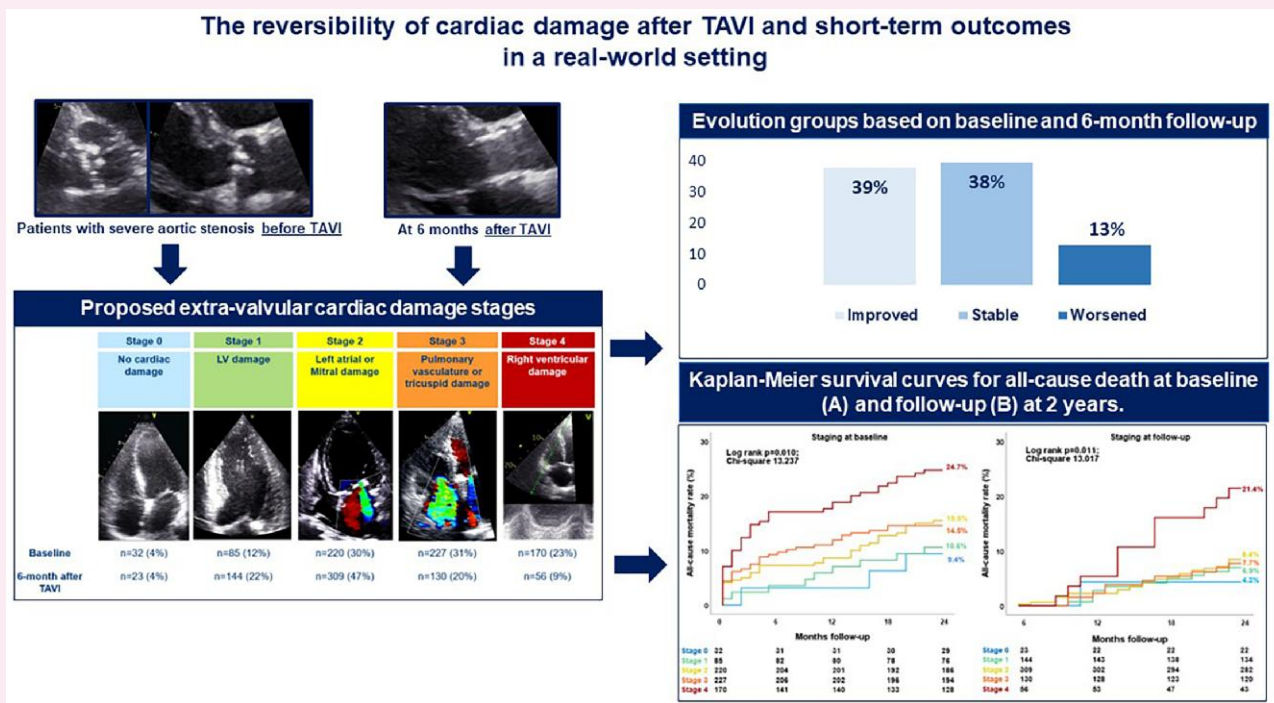 The reversibility of cardiac damage after TAVI and short-term outcomes
in a real-world setting
Patients with severe aortic stenosis before TAVI
At 6 months after TAVI
Proposed extra-valvular cardiac damage stages
Stage 0 Stage 1 Stage 2 Stage 3 Stage 4
No cardiac damage
LV damage
Left atrial or Mitral damage
Pulmonary vasculature or tricuspid damage
Right ventricular damage
Baseline n=32 (4%) n=85 (12%) n=220 (30%) n=227 (31%) n=170 (23%)
6-month after TAVI n=23 (4%) n=144 (22%) n=309 (47%) n=130 (20%) n=56 (9%)
Evolution groups based on baseline and 6-month follow-up
40
30
20
10
0
39% 38% 13%
Improved Stable Worsened
Kaplan-Meier survival curves for all-cause death at baseline
(A) and follow-up (B) at 2 years.
Staging at baseline
Log rank p=0.010;
Chi-square 13.237
All-cause mortality rate (%)
30
20
10
0
24.7%
14.5%
10.6%
9.4%
0 6 12 18 24
Months follow-up
Stage 0 32 31 31 30 29
Stage 1 85 82 80 78 76
Stage 2 220 204 201 192 186
Stage 3 227 206 202 196 194
Stage 4 170 141 140 133 128
Staging at follow-up
Log rank p=0.011;
Chi-square 13.017
All-cause mortality rate (%)
30
20
10
0
21.4%
7.7%
6.9%
4.3%
6 12 18 24
Months follow-up
Stage 0 23 22 22 22
Stage 1 144 143 138 134
Stage 2 309 302 294 282
Stage 3 130 128 123 120
Stage 4 56 53 47 43